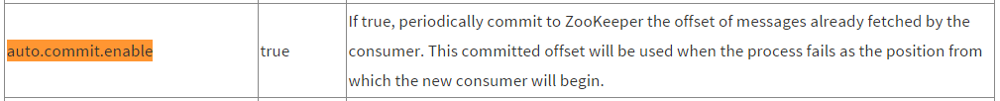 If true, periodically commit to ZooKeeper the offset of messages already fetched by the
auto.commit.enable true consumer. This committed offset will be used when the process fails as the position from
which the new consumer will begin.